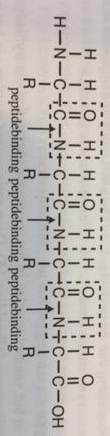 H H O H H O H H O H H O
H—N—C—C—N—C—C—N—C—C—N—C—C—OH
R R R R
peptidebinding peptidebinding peptidebinding